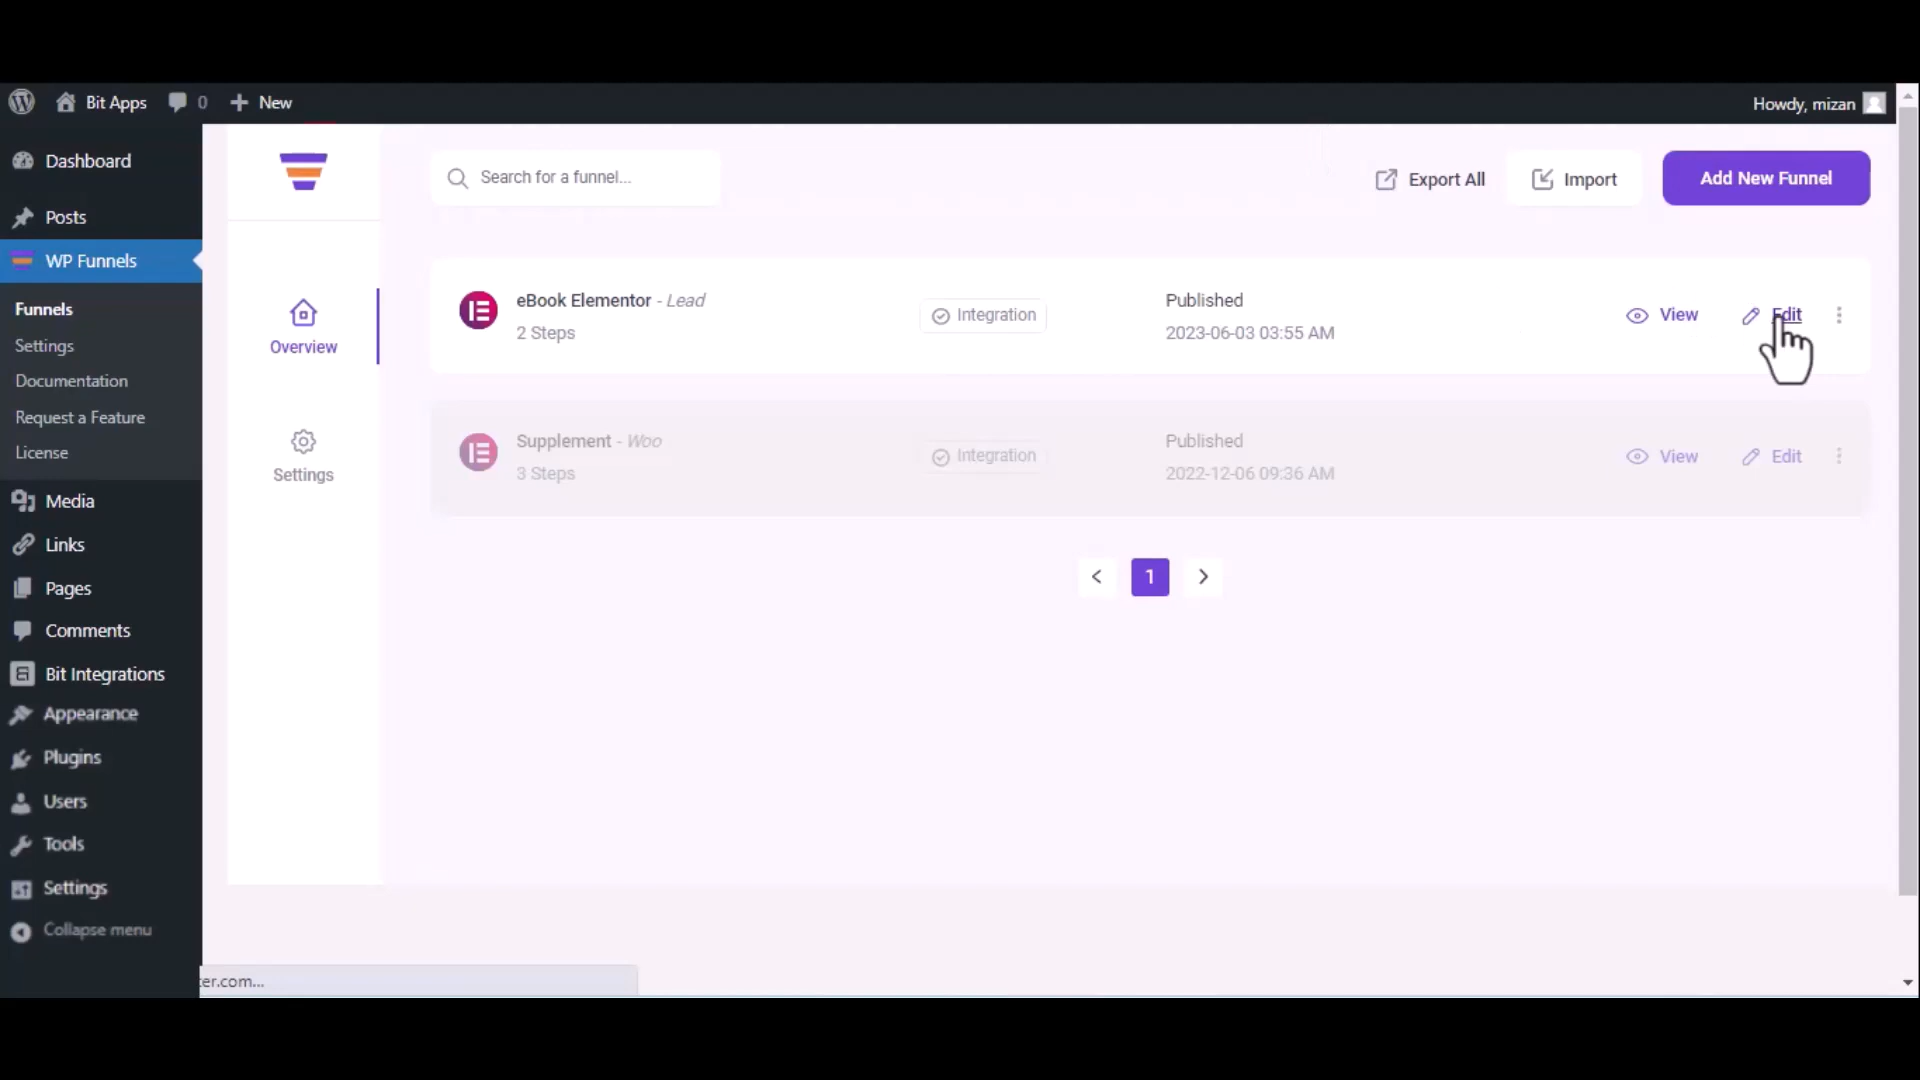 Bit Apps 0 New
Howdy, mizan
Dashboard
Posts
WP Funnels
Funnels
Settings
Documentation
Request a Feature
License
Media
Links
Pages
Comments
Bit Integrations
Appearance
Plugins
Users
Tools
Settings
Collapse menu
Overview
Settings
Search for a funnel...
Export All
Import
Add New Funnel
eBook Elementor - Lead
2 Steps
Integration
Published
2023-06-03 03:55 AM
View
Edit
Supplement - Woo
3 Steps
Integration
Published
2022-12-06 09:36 AM
View
Edit
< 1 >
er.com...